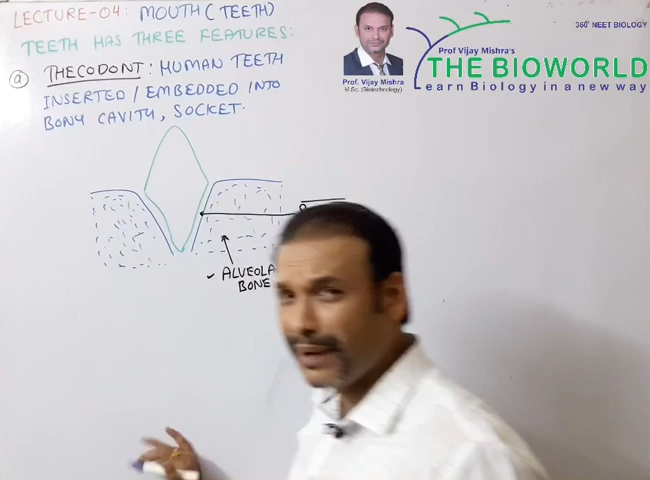 LECTURE-04: MOUTH (TEETH)
TEETH HAS THREE FEATURES:
a THECODONT: HUMAN TEETH
INSERTED / EMBEDDED INTO
BONY CAVITY, SOCKET.
ALVEOLA
BONE
360° NEET BIOLOGY
Prof Vijay Mishra's
THE BIOWORLD
Learn Biology in a new way
Prof. Vijay Mishra
M.Sc. (Biotechnology)